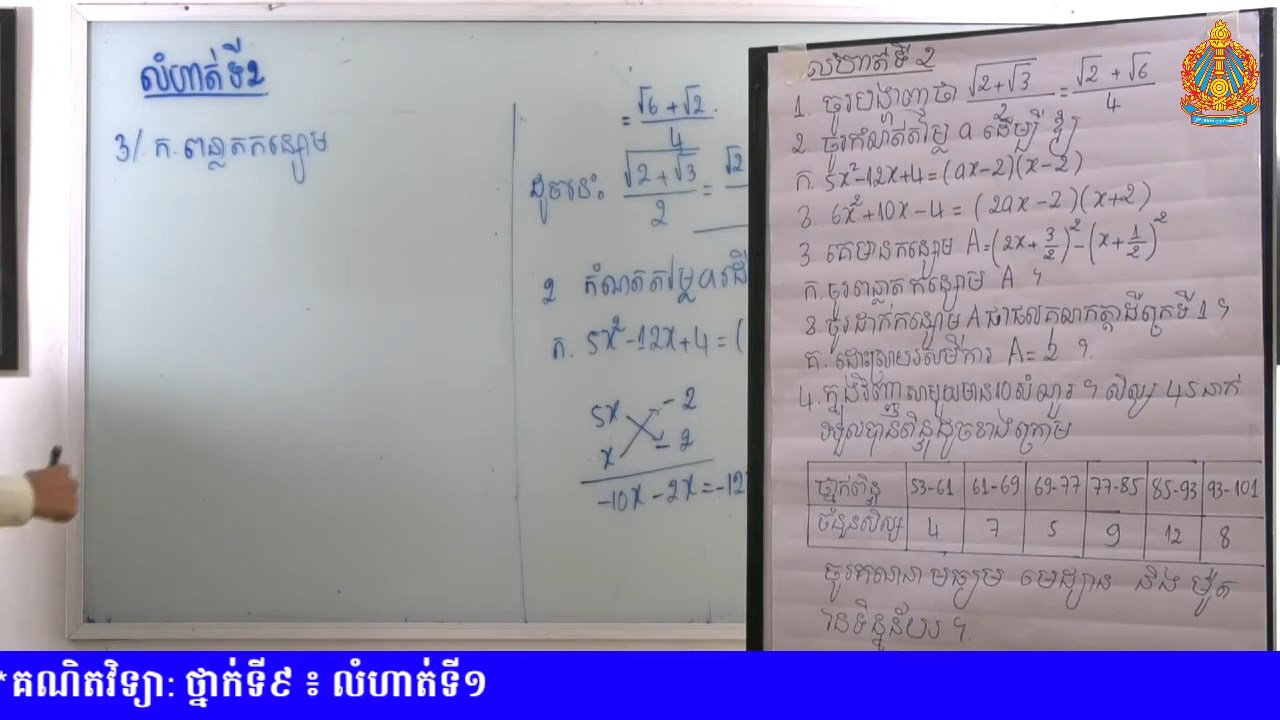 លំហាត់ទី2
3/. ក. ពន្លាតកន្សោម
= (√6 + √2)/4 .
ដូចនេះ √(2+√3)/2 = √2
2 កំណត់តម្លៃ a ដើ
ក. 5x²-12x+4 = (
5x -2
x -2
-10x - 2x = -12
លំហាត់ទី 2
1. ចូរបង្ហាញថា √(2+√3)/2 = (√2 + √6)/4
2. ចូរកំណត់តម្លៃ a ដើម្បី ឱ្យ
ក. 5x²-12x+4 = (ax-2)(x-2)
ខ. 6x²+10x-4 = (2ax-2)(x+2)
3. គេមានកន្សោម A=(2x+3/2)²-(x+1/2)²
ក. ចូរពន្លាតកន្សោម A ។
ខ. ចូរដាក់កន្សោម A ជាផលគុណកត្តាដឺក្រេទី 1 ។
គ. ដោះស្រាយសមីការ A= 2 ។
4. ក្នុងវិញ្ញាសាមួយមាន10សំណួរ ។ សិស្ស 45 នាក់
ទទួលបានពិន្ទុដូចខាងក្រោម
ថ្នាក់ពិន្ទុ 53-61 61-69 69-77 77-85 85-93 93-101
ចំនួនសិស្ស 4 7 5 9 12 8
ចូរគណនា មធ្យម មេដ្យាន និង ម៉ូត
នៃទិន្នន័យ ។
*គណិតវិទ្យា: ថ្នាក់ទី៩ ៖ លំហាត់ទី១